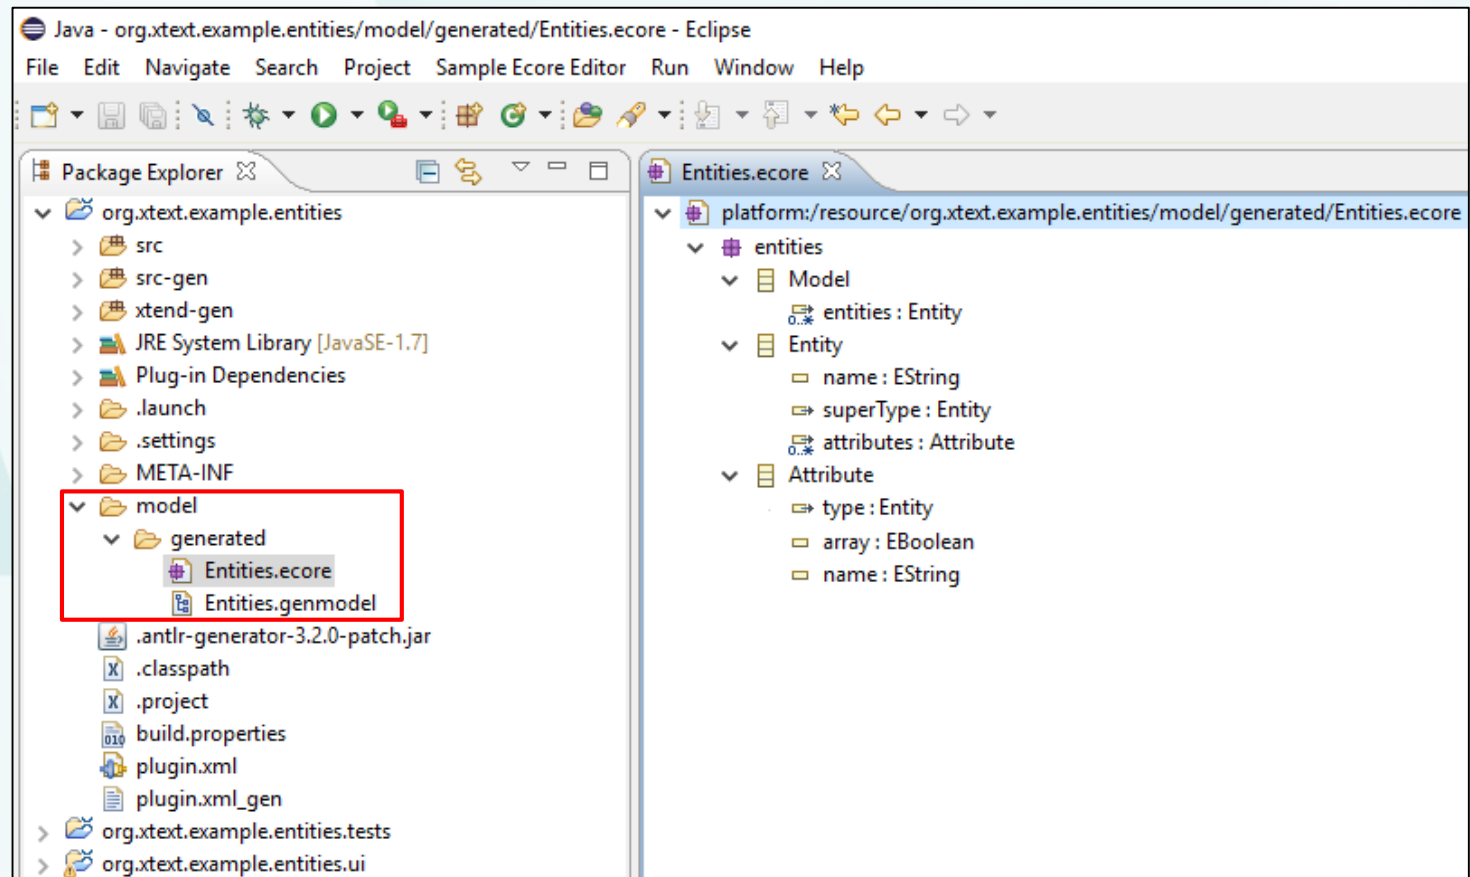 Java - org.xtext.example.entities/model/generated/Entities.ecore - Eclipse
File Edit Navigate Search Project Sample Ecore Editor Run Window Help
Package Explorer
org.xtext.example.entities
src
src-gen
xtend-gen
JRE System Library [JavaSE-1.7]
Plug-in Dependencies
.launch
.settings
META-INF
model
generated
Entities.ecore
Entities.genmodel
.antlr-generator-3.2.0-patch.jar
.classpath
.project
build.properties
plugin.xml
plugin.xml_gen
org.xtext.example.entities.tests
org.xtext.example.entities.ui
Entities.ecore
platform:/resource/org.xtext.example.entities/model/generated/Entities.ecore
entities
Model
0..* entities : Entity
Entity
name : EString
superType : Entity
0..* attributes : Attribute
Attribute
type : Entity
array : EBoolean
name : EString